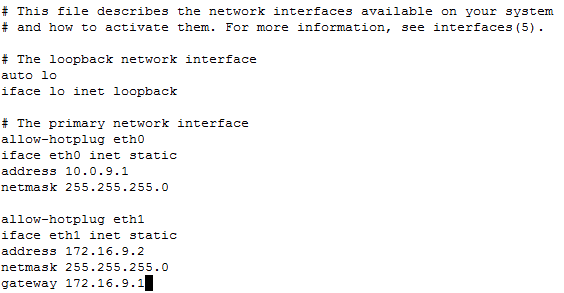 # This file describes the network interfaces available on your system
# and how to activate them. For more information, see interfaces(5).
# The loopback network interface
auto lo
iface lo inet loopback
# The primary network interface
allow-hotplug eth0
iface eth0 inet static
address 10.0.9.1
netmask 255.255.255.0
allow-hotplug eth1
iface eth1 inet static
address 172.16.9.2
netmask 255.255.255.0
gateway 172.16.9.1